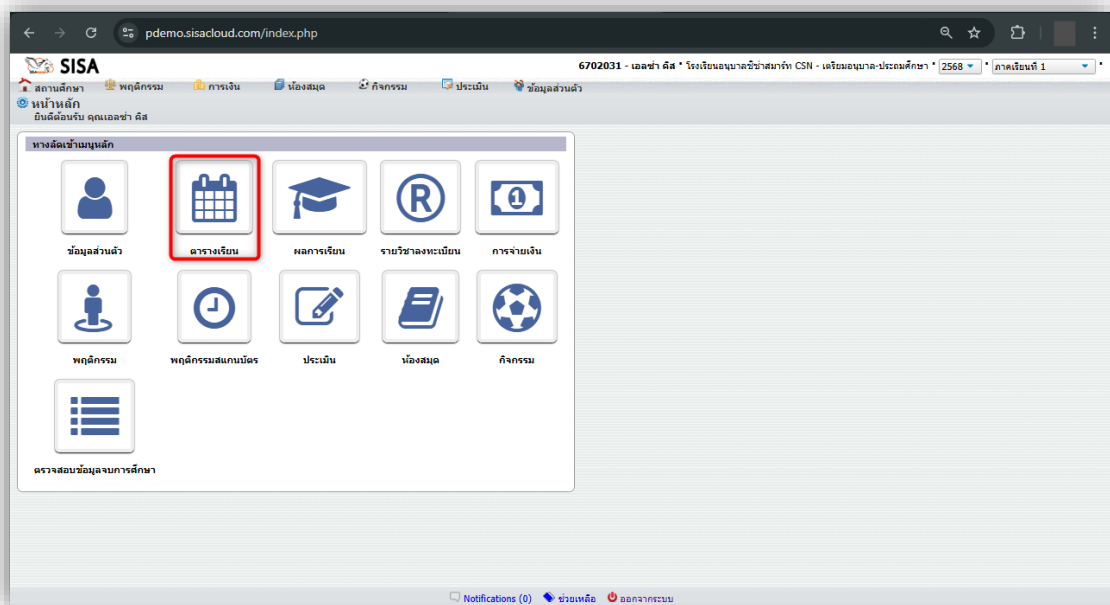 pdemo.sisacloud.com/index.php
SISA
6702031 - เอลซ่า ดิส * โรงเรียนอนุบาลชิซ่าสมาร์ท CSN - เตรียมอนุบาล-ประถมศึกษา * 2568 * ภาคเรียนที่ 1 *
สถานศึกษา พฤติกรรม การเงิน ห้องสมุด กิจกรรม ประเมิน ข้อมูลส่วนตัว
หน้าหลัก
ยินดีต้อนรับ คุณเอลซ่า ดิส
ทางลัดเข้าเมนูหลัก
ข้อมูลส่วนตัว ตารางเรียน ผลการเรียน รายวิชาลงทะเบียน การจ่ายเงิน
พฤติกรรม พฤติกรรมสแกนบัตร ประเมิน ห้องสมุด กิจกรรม
ตรวจสอบข้อมูลจบการศึกษา
Notifications (0) ช่วยเหลือ ออกจากระบบ